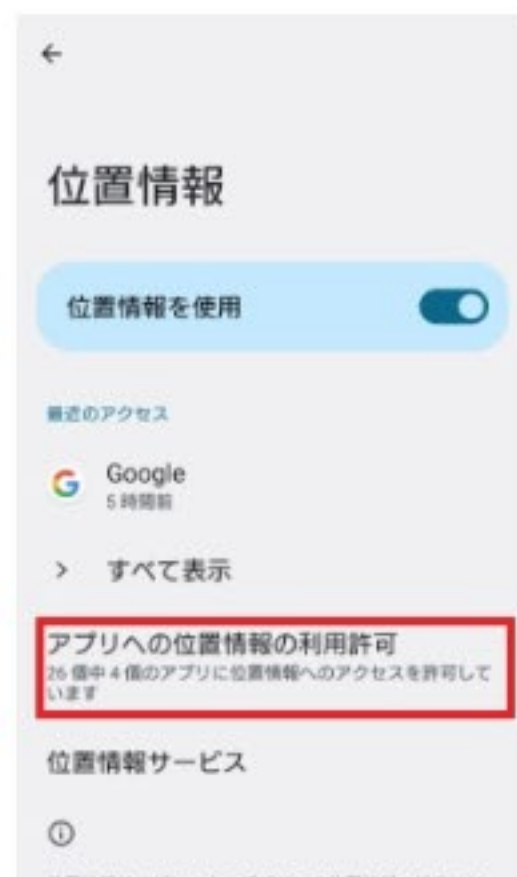 位置情報
位置情報を使用
最近のアクセス
Google
5 時間前
すべて表示
アプリへの位置情報の利用許可
26 個中 4 個のアプリに位置情報へのアクセスを許可して
います
位置情報サービス